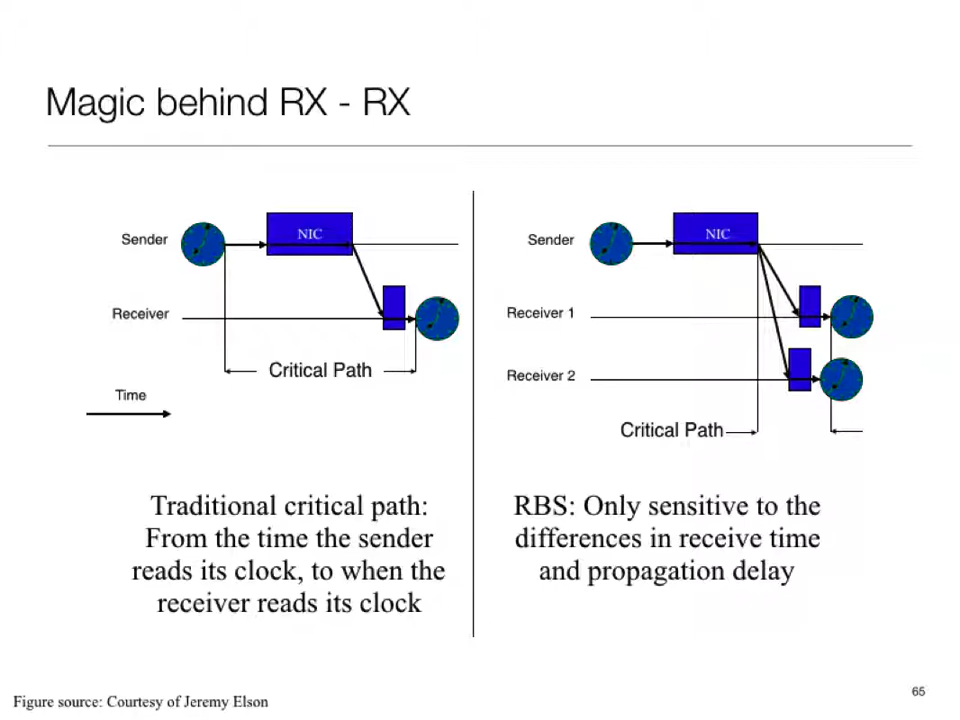 Magic behind RX - RX
Sender
NIC
Receiver
Critical Path
Time
Traditional critical path:
From the time the sender
reads its clock, to when the
receiver reads its clock
Sender
NIC
Receiver 1
Receiver 2
Critical Path
RBS: Only sensitive to the
differences in receive time
and propagation delay
Figure source: Courtesy of Jeremy Elson
65